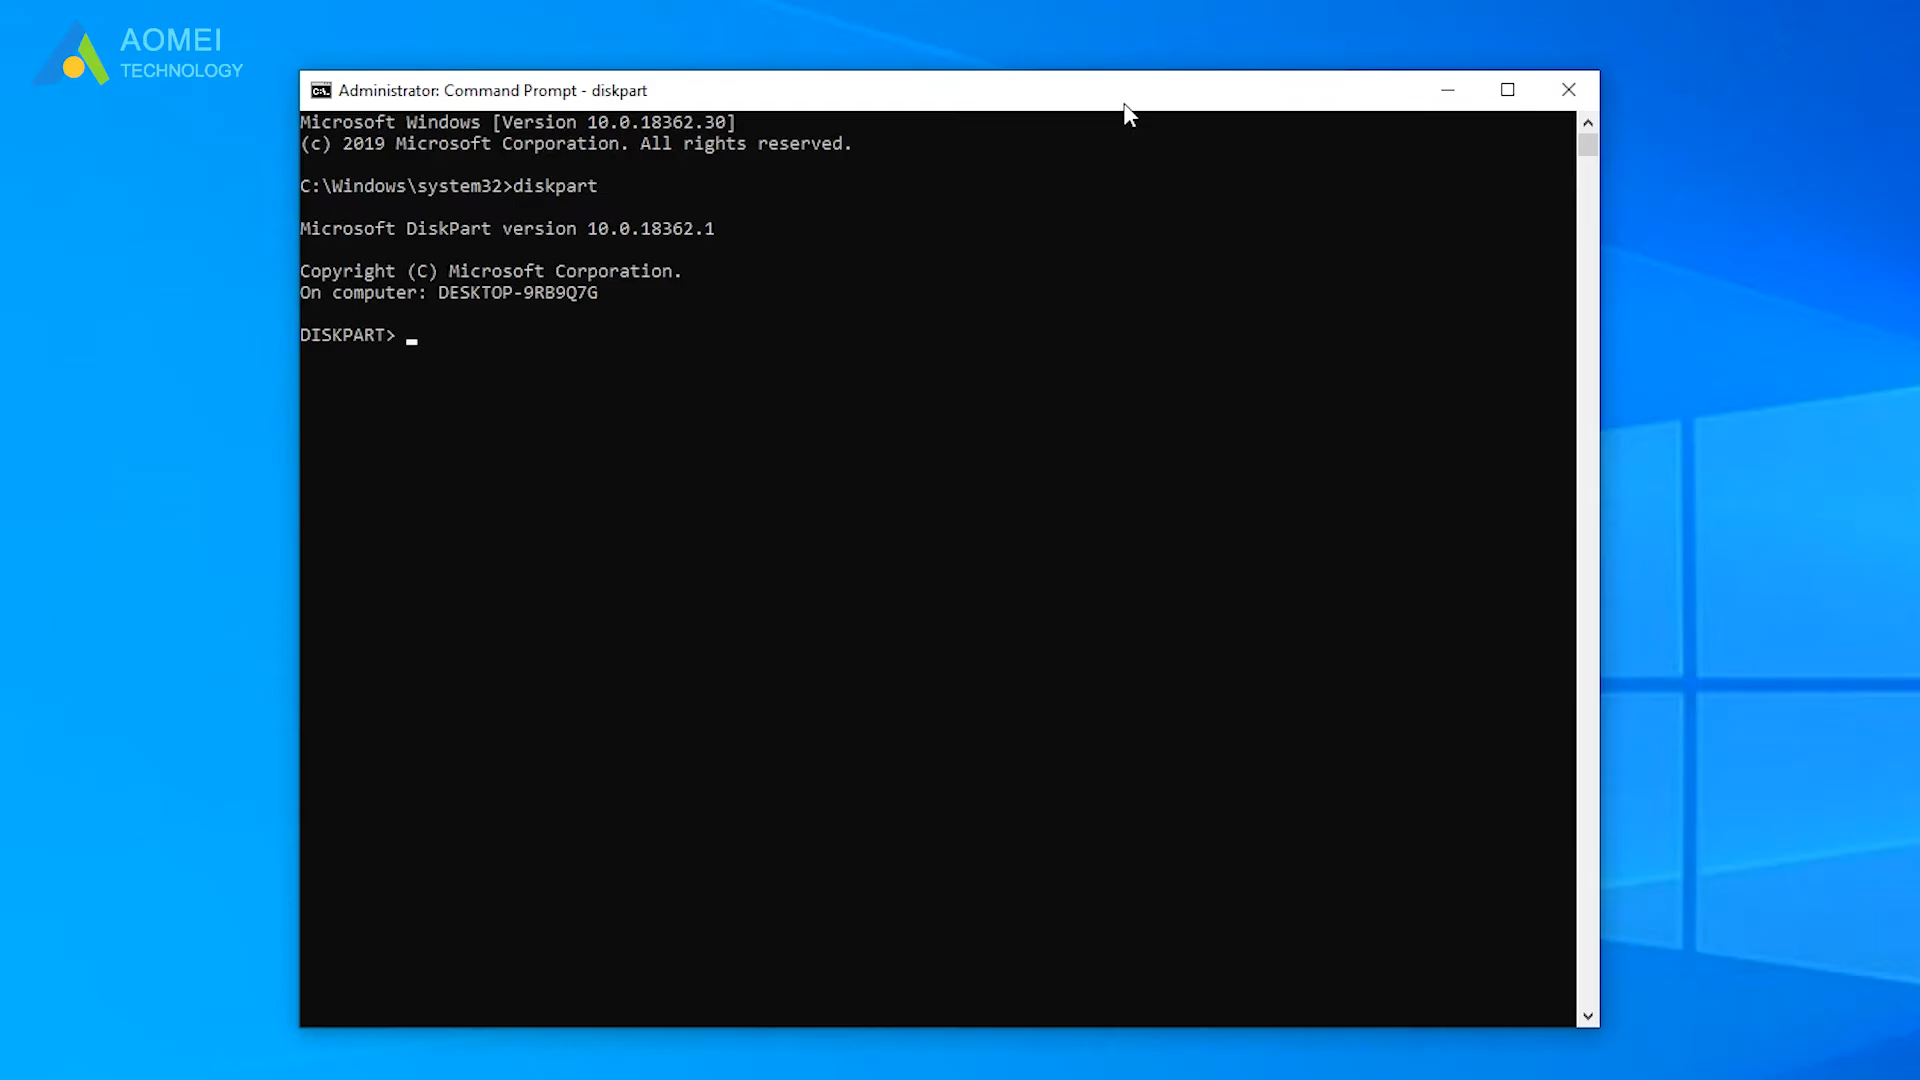 AOMEI
TECHNOLOGY
Administrator: Command Prompt - diskpart
Microsoft Windows [Version 10.0.18362.30]
(c) 2019 Microsoft Corporation. All rights reserved.
C:\Windows\system32>diskpart
Microsoft DiskPart version 10.0.18362.1
Copyright (C) Microsoft Corporation.
On computer: DESKTOP-9RB9Q7G
DISKPART> _